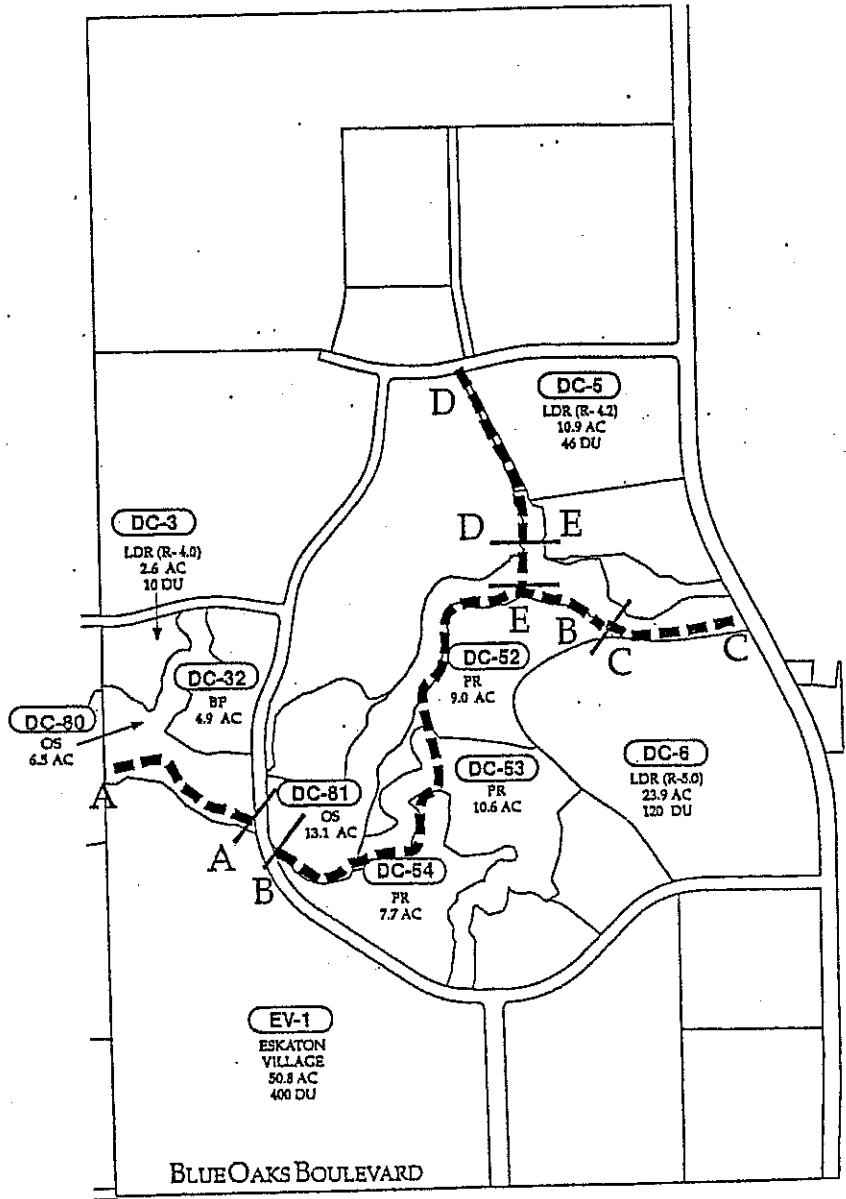 D
DC-5
LDR (R-4.2)
10.9 AC
46 DU
D
E
DC-3
LDR (R-4.0)
2.6 AC
10 DU
E
B
C
C
DC-52
PR
9.0 AC
DC-32
BP
4.9 AC
DC-80
OS
6.5 AC
A
DC-81
OS
13.1 AC
DC-53
PR
10.6 AC
DC-6
LDR (R-5.0)
23.9 AC
120 DU
A
B
DC-54
PR
7.7 AC
EV-1
ESKATON
VILLAGE
50.8 AC
400 DU
BLUE OAKS BOULEVARD